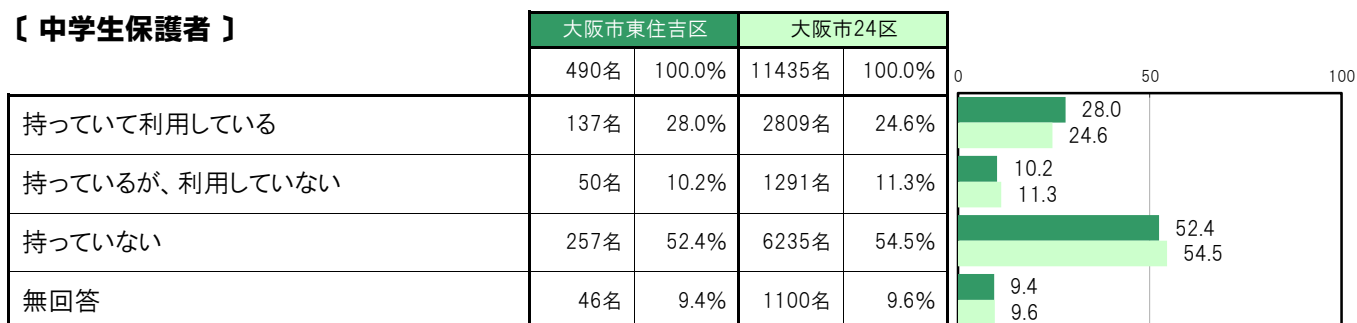 〔 中学生保護者 〕
大阪市東住吉区 大阪市24区
490名 100.0% 11435名 100.0%
0 50 100
持っていて利用している 137名 28.0% 2809名 24.6%
28.0
24.6
持っているが、利用していない 50名 10.2% 1291名 11.3%
10.2
11.3
持っていない 257名 52.4% 6235名 54.5%
52.4
54.5
無回答 46名 9.4% 1100名 9.6%
9.4
9.6